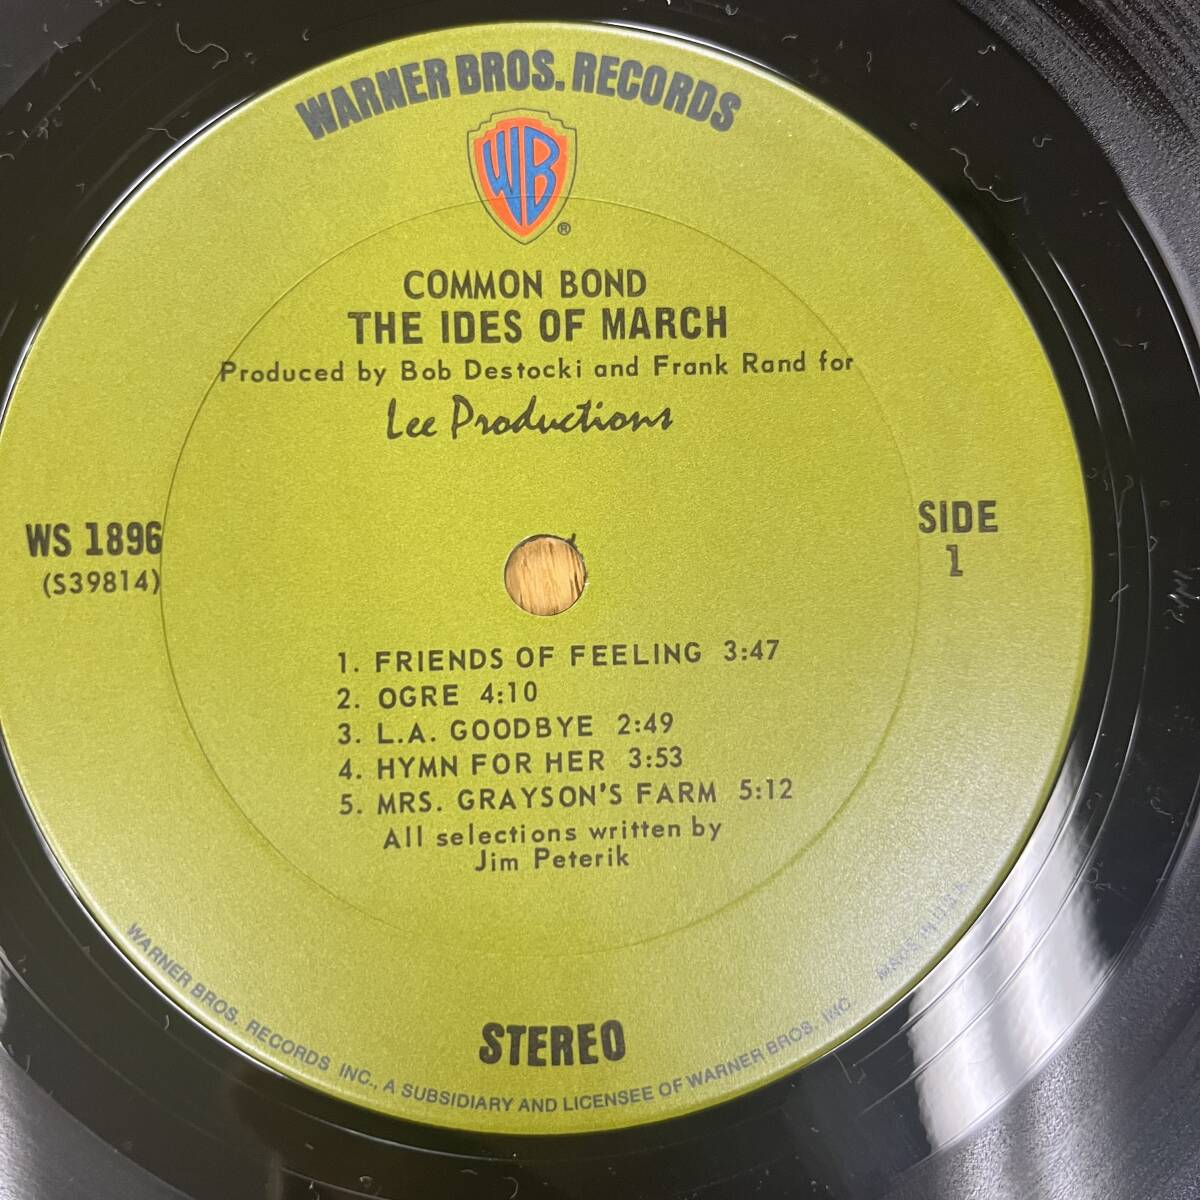 WARNER BROS. RECORDS
WB
®
COMMON BOND
THE IDES OF MARCH
Produced by Bob Destocki and Frank Rand for
Lee Productions
WS 1896
(S39814)
SIDE
1
1. FRIENDS OF FEELING 3:47
2. OGRE 4:10
3. L.A. GOODBYE 2:49
4. HYMN FOR HER 3:53
5. MRS. GRAYSON'S FARM 5:12
All selections written by
Jim Peterik
STEREO
WARNER BROS. RECORDS INC., A SUBSIDIARY AND LICENSEE OF WARNER BROS. INC.
MADE IN U.S.A.